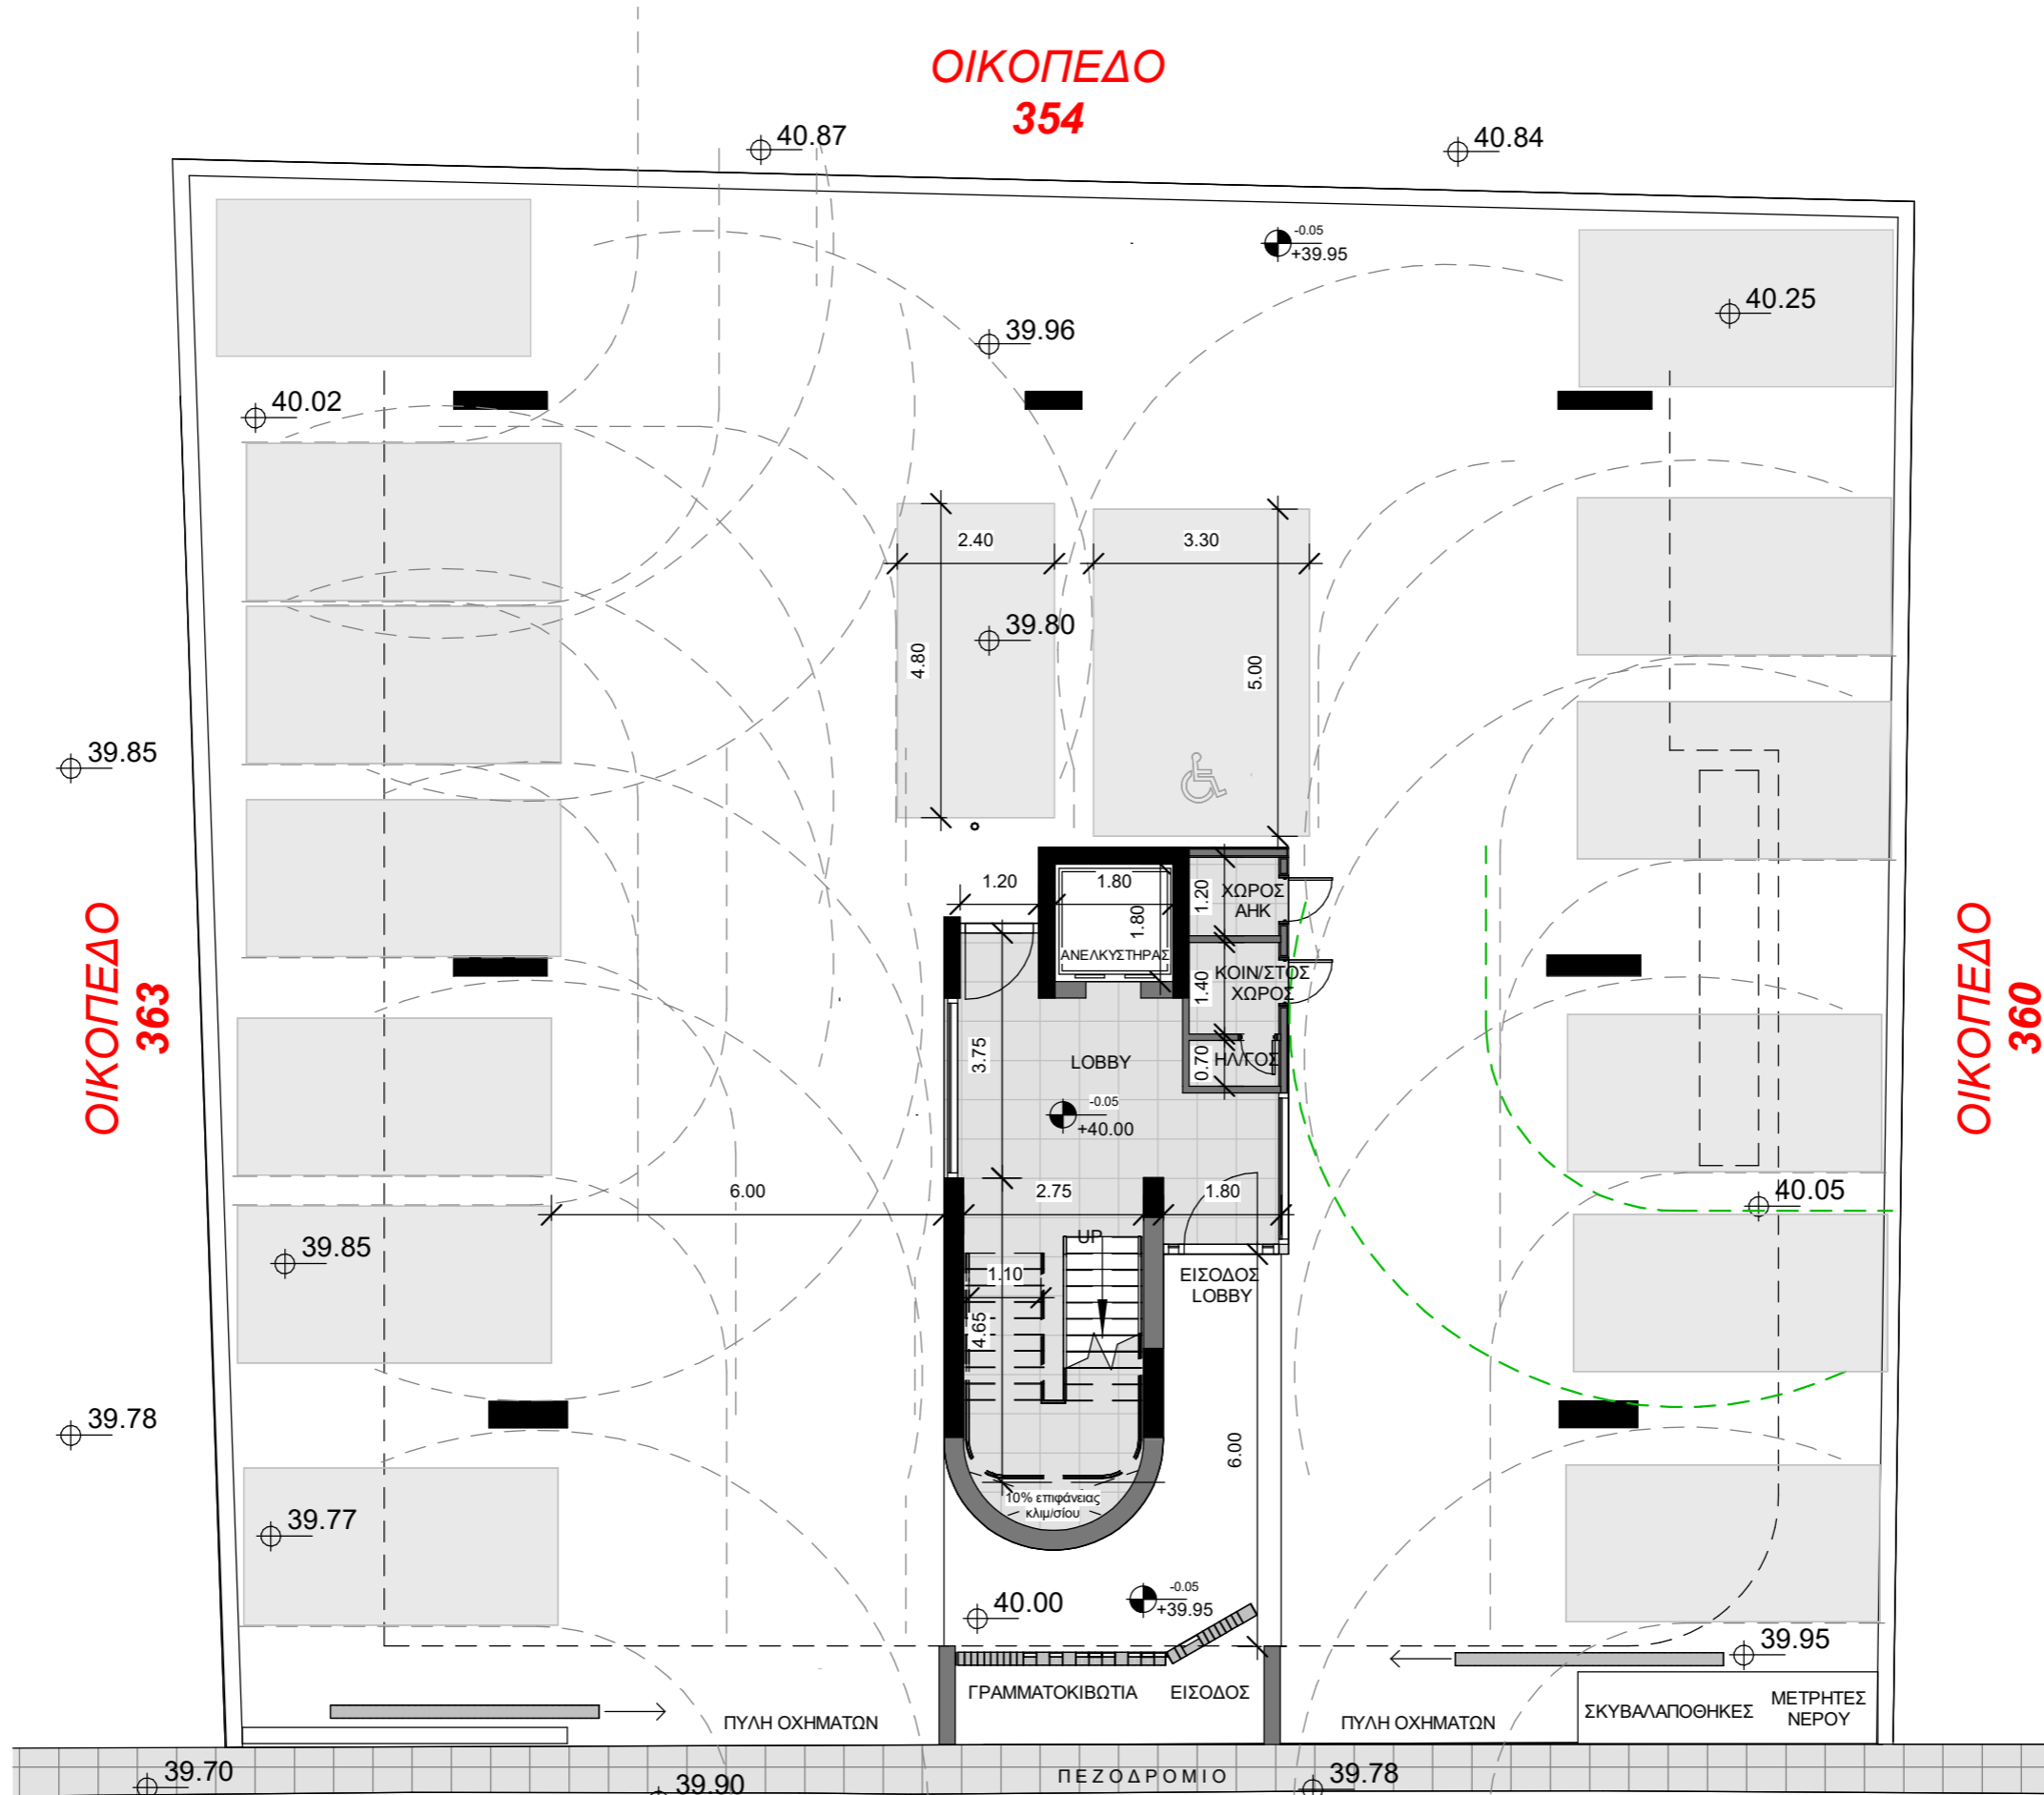 ΟΙΚΟΠΕΔΟ
354
40.87
40.84
-0.05
+39.95
40.25
39.96
40.02
2.40
3.30
39.80
4.80
5.00
39.85
1.20
1.80
1.20
ΧΩΡΟΣ
ΑΗΚ
1.80
ΑΝΕΛΚΥΣΤΗΡΑΣ
ΟΙΚΟΠΕΔΟ
363
ΚΟΙΝ/ΣΤΟΣ
ΧΩΡΟΣ
1.40
ΟΙΚΟΠΕΔΟ
360
3.75
LOBBY
0.70
ΗΛ/ΓΟΣ
-0.05
+40.00
6.00
2.75
1.80
40.05
UP
39.85
1.10
ΕΙΣΟΔΟΣ
LOBBY
4.65
39.78
6.00
10% επιφάνειας
κλιμ/σίου
39.77
-0.05
+39.95
40.00
39.95
ΓΡΑΜΜΑΤΟΚΙΒΩΤΙΑ
ΕΙΣΟΔΟΣ
ΠΥΛΗ ΟΧΗΜΑΤΩΝ
ΠΥΛΗ ΟΧΗΜΑΤΩΝ
ΣΚΥΒΑΛΑΠΟΘΗΚΕΣ
ΜΕΤΡΗΤΕΣ
ΝΕΡΟΥ
39.70
39.90
ΠΕΖΟΔΡΟΜΙΟ
39.78